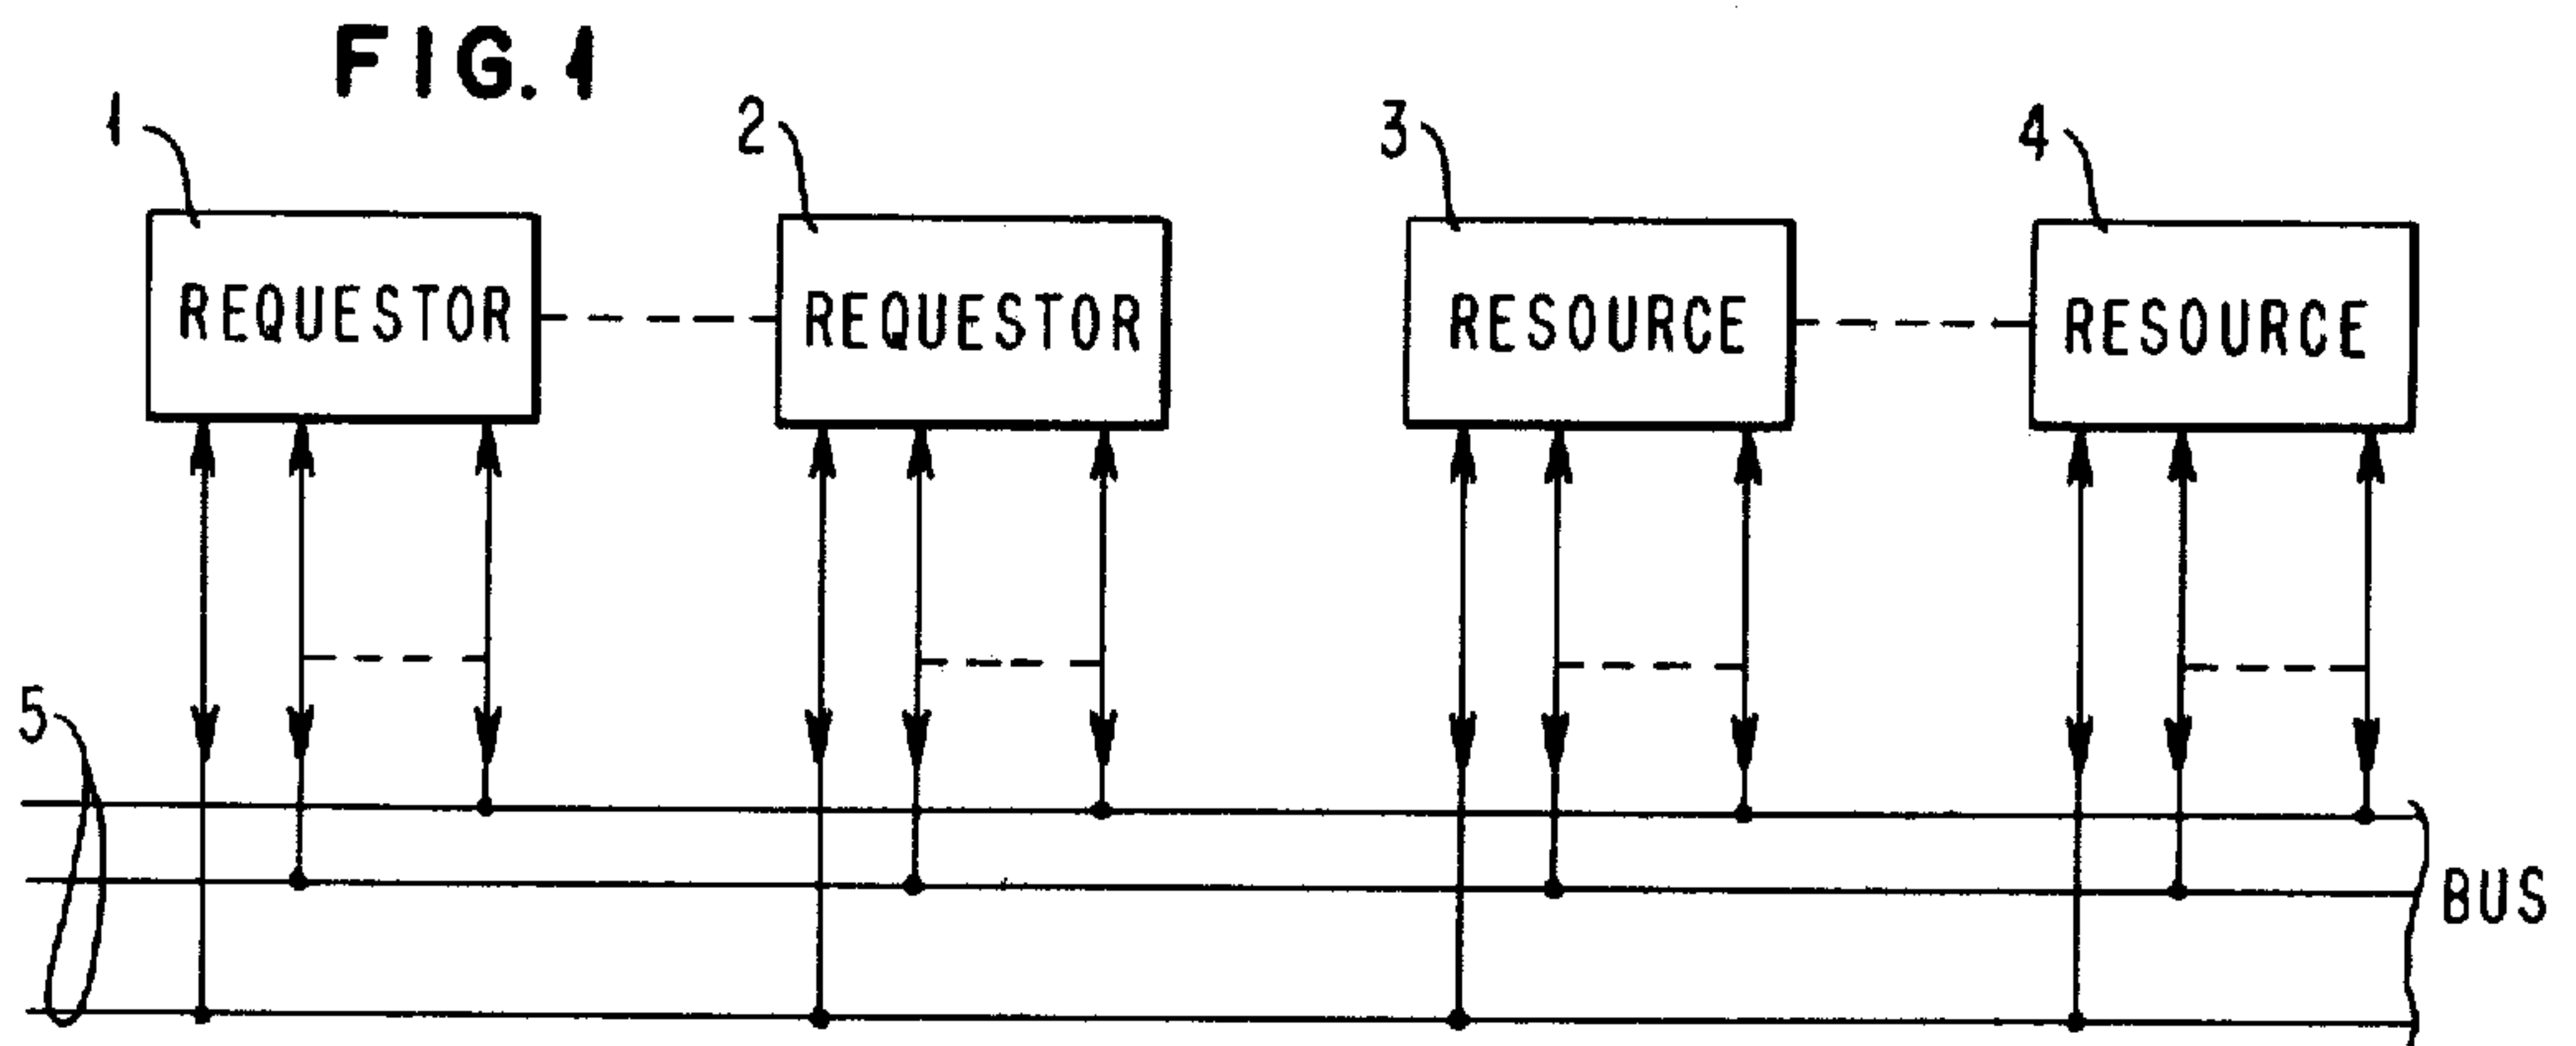 FIG. 1
1
2
3
4
REQUESTOR
REQUESTOR
RESOURCE
RESOURCE
5
BUS